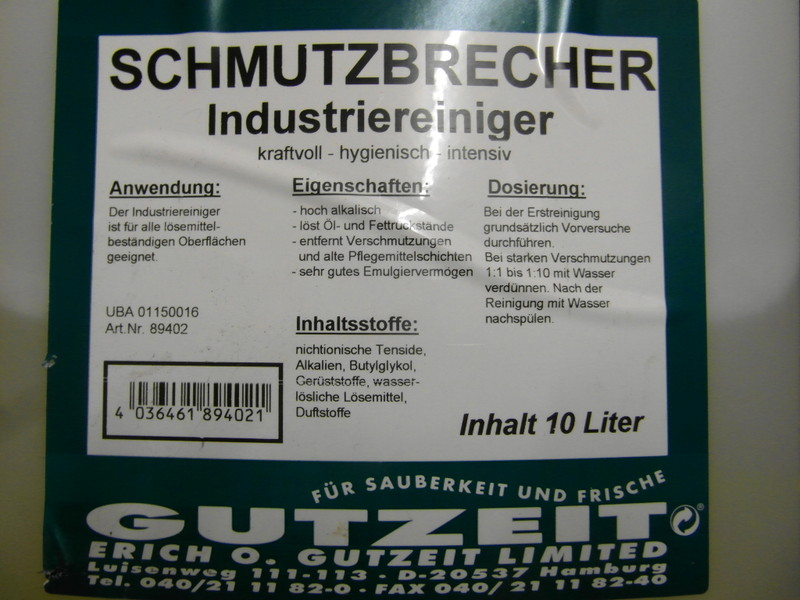 SCHMUTZBRECHER
Industriereiniger
kraftvoll - hygienisch - intensiv
Anwendung:
Der Industriereiniger
ist für alle lösemittel-
beständigen Oberflächen
geeignet.
UBA 01150016
Art.Nr. 89402
4 036461 894021
Eigenschaften:
- hoch alkalisch
- löst Öl- und Fettrückstände
- entfernt Verschmutzungen
und alte Pflegemittelschichten
- sehr gutes Emulgiervermögen
Inhaltsstoffe:
nichtionische Tenside,
Alkalien, Butylglykol,
Gerüststoffe, wasser-
lösliche Lösemittel,
Duftstoffe
Dosierung:
Bei der Erstreinigung
grundsätzlich Vorversuche
durchführen.
Bei starken Verschmutzungen
1:1 bis 1:10 mit Wasser
verdünnen. Nach der
Reinigung mit Wasser
nachspülen.
Inhalt 10 Liter
FÜR SAUBERKEIT UND FRISCHE
GUTZEIT®
ERICH O. GUTZEIT LIMITED
Luisenweg 111-113 - D-20537 Hamburg
Tel. 040/21 11 82-0 - FAX 040/ 21 11 82-40